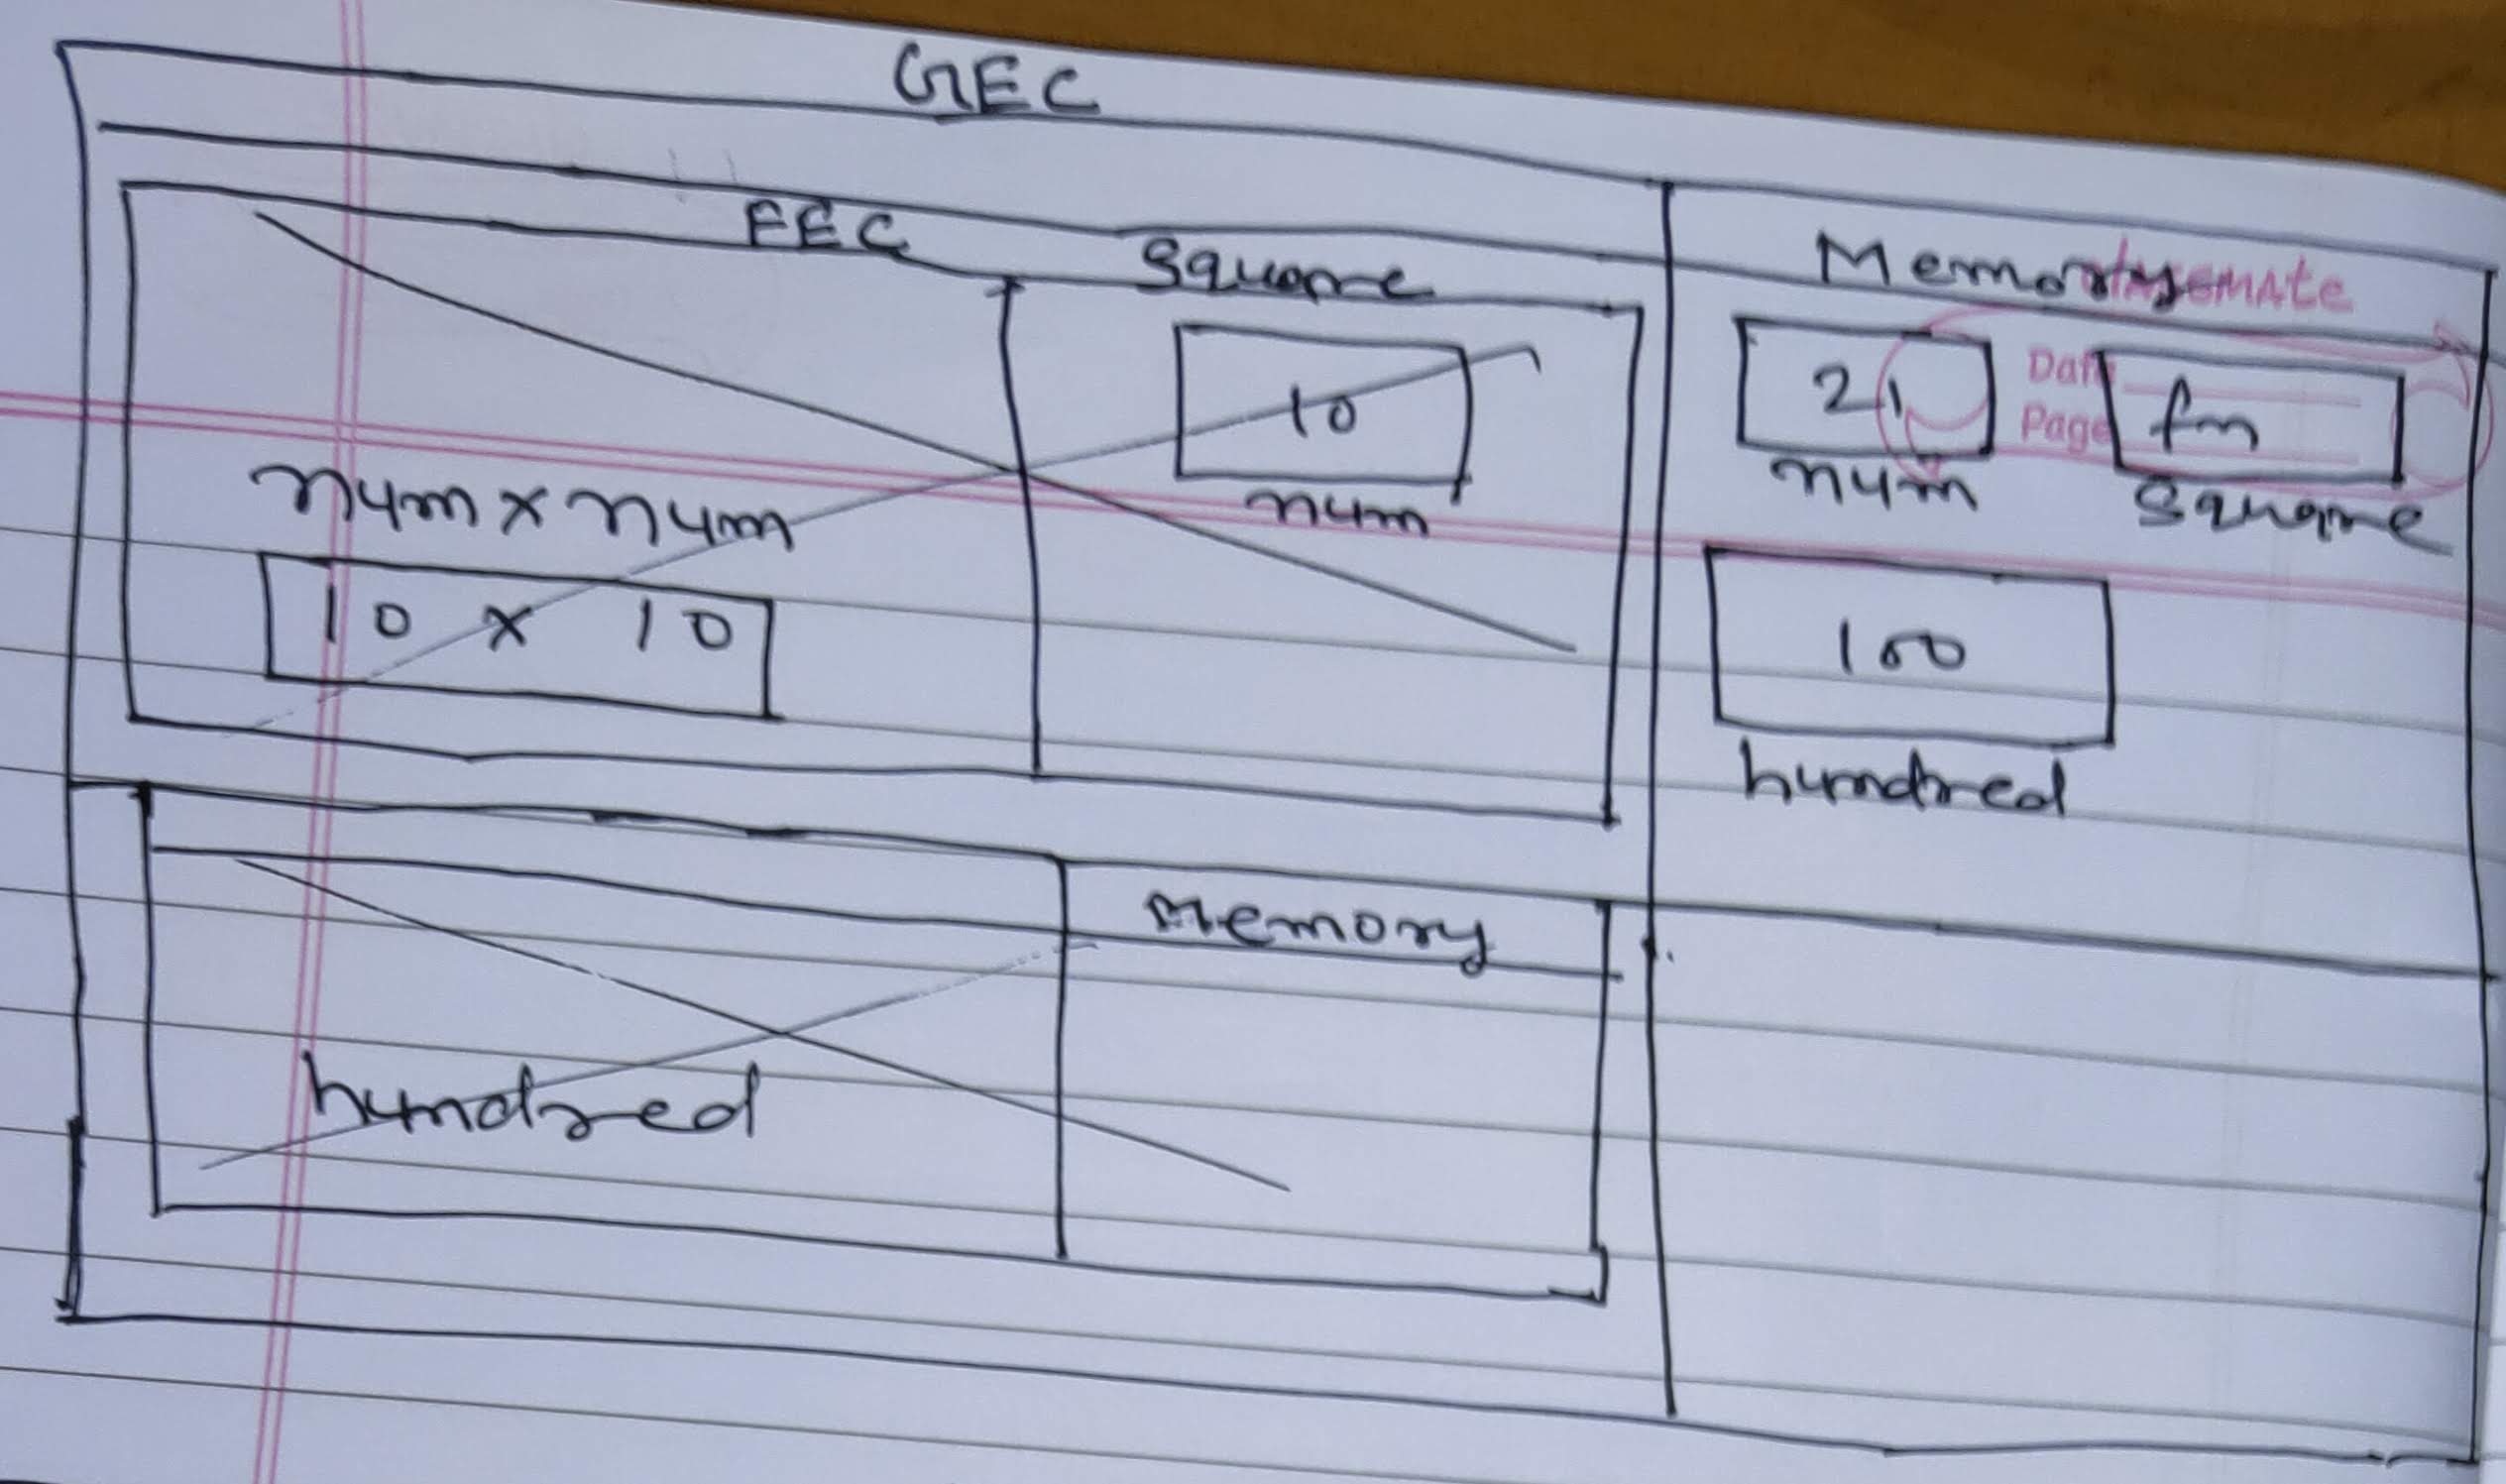 GEC
FEC
Square
10
num
num x num
10 x 10
Memory
classmate
Date
Page
21
num
fn
Square
100
hundred
Memory
hundred